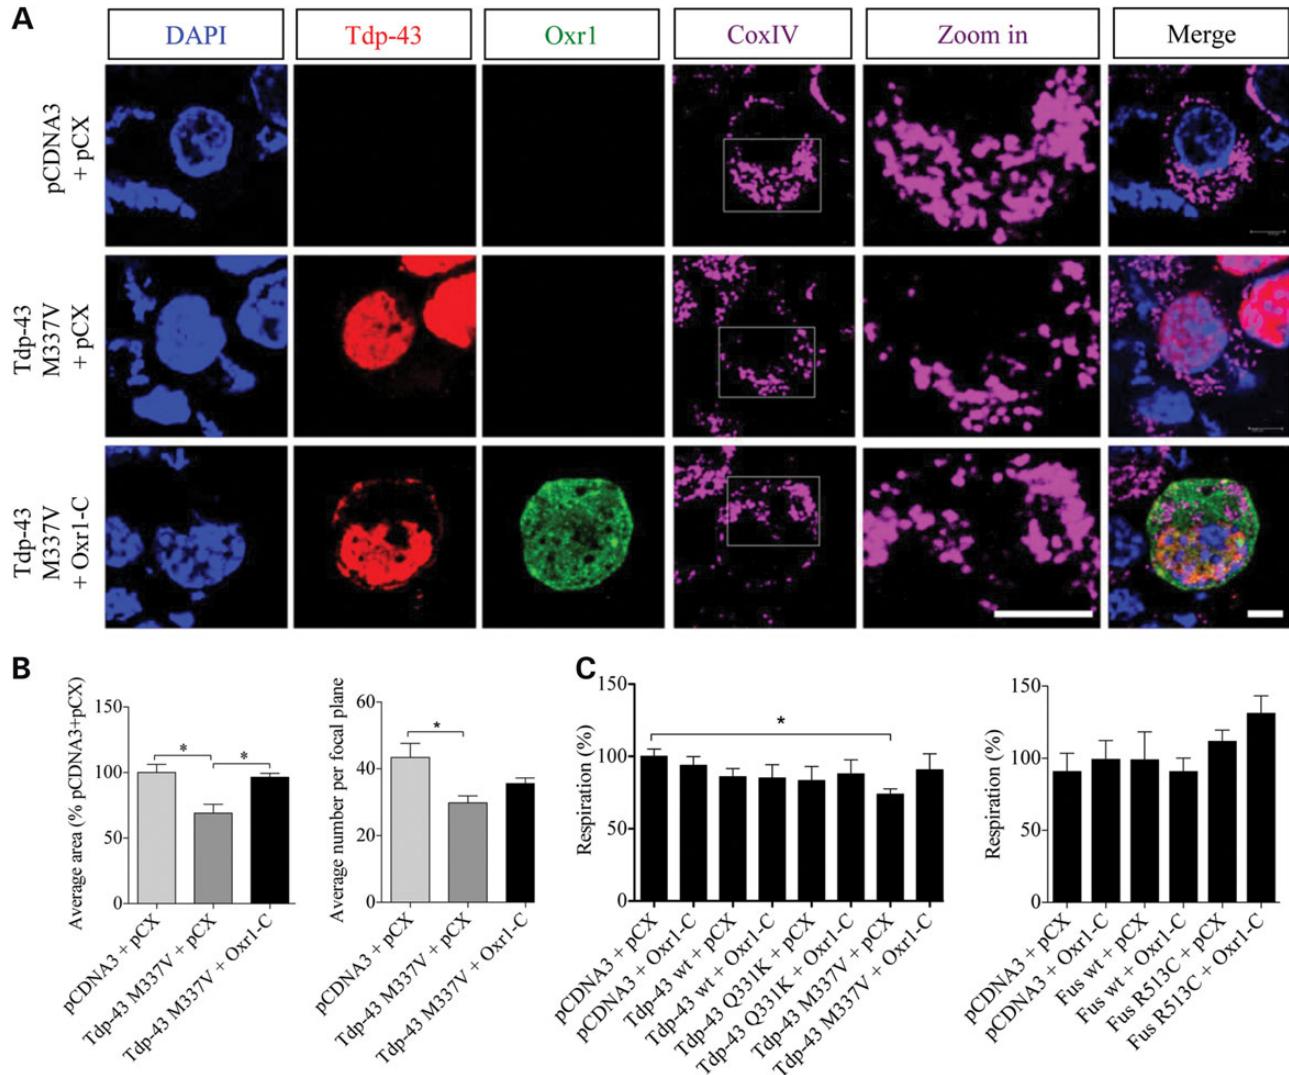 A
DAPI
Tdp-43
Oxr1
CoxIV
Zoom in
Merge
pCDNA3
+ pCX
Tdp-43
M337V
+ pCX
Tdp-43
M337V
+ Oxr1-C
B
Average area (% pCDNA3+pCX)
150
100
50
0
*
*
pCDNA3 + pCX
Tdp-43 M337V + pCX
Tdp-43 M337V + Oxr1-C
Average number per focal plane
60
40
20
0
*
pCDNA3 + pCX
Tdp-43 M337V + pCX
Tdp-43 M337V + Oxr1-C
C
Respiration (%)
150
100
50
0
*
pCDNA3 + pCX
pCDNA3 + Oxr1-C
Tdp-43 wt + pCX
Tdp-43 wt + Oxr1-C
Tdp-43 Q331K + pCX
Tdp-43 Q331K + Oxr1-C
Tdp-43 M337V + pCX
Tdp-43 M337V + Oxr1-C
Respiration (%)
150
100
50
0
pCDNA3 + pCX
pCDNA3 + Oxr1-C
Fus wt + pCX
Fus wt + Oxr1-C
Fus R513C + pCX
Fus R513C + Oxr1-C